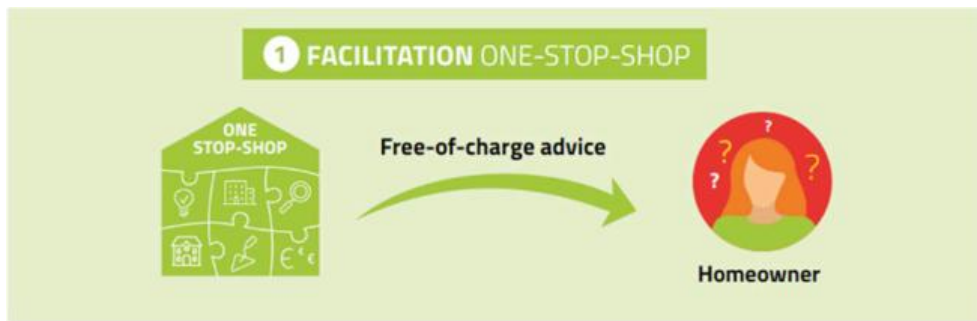 1 FACILITATION ONE-STOP-SHOP
ONE
STOP-SHOP
Free-of-charge advice
? ? ? ?
€ € €
Homeowner